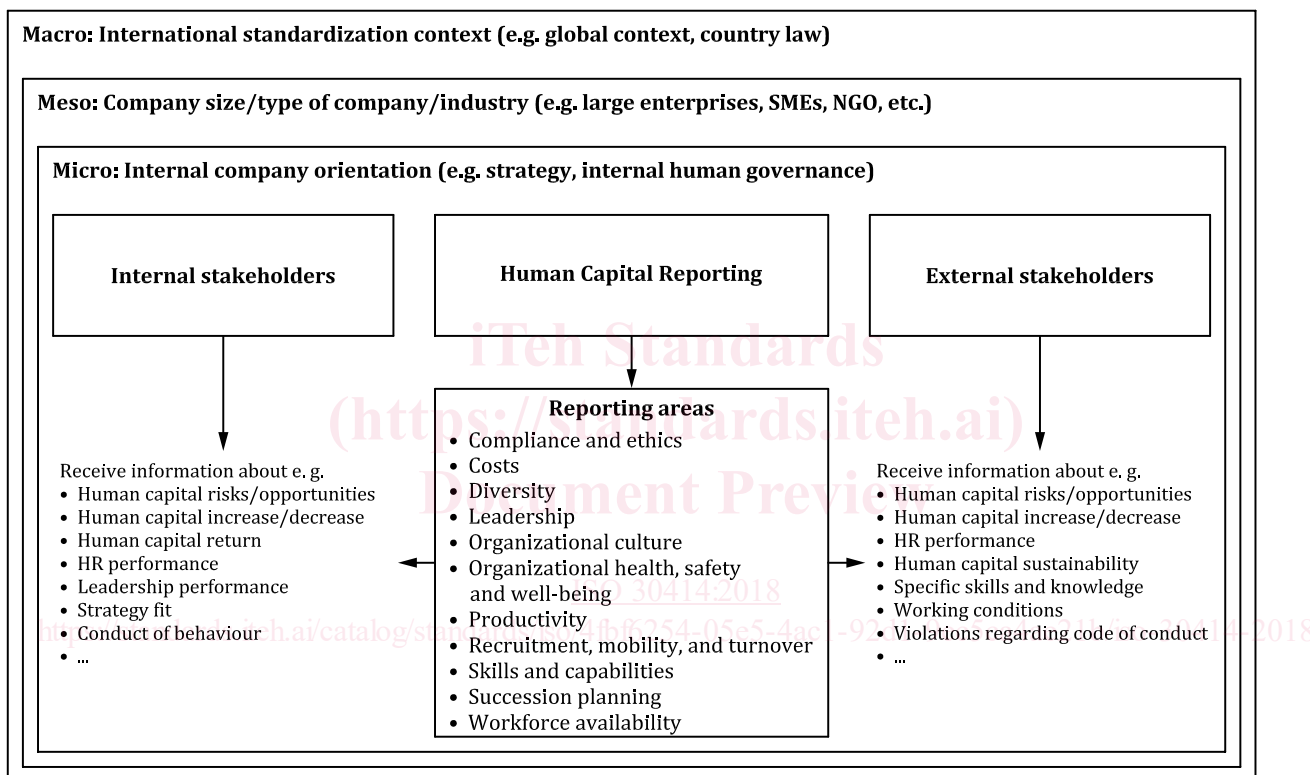 Macro: International standardization context (e.g. global context, country law)
Meso: Company size/type of company/industry (e.g. large enterprises, SMEs, NGO, etc.)
Micro: Internal company orientation (e.g. strategy, internal human governance)
Internal stakeholders
Human Capital Reporting
External stakeholders
iTeh Standards
(https://standards.iteh.ai)
Document Preview
ISO 30414:2018
Receive information about e. g.
• Human capital risks/opportunities
• Human capital increase/decrease
• Human capital return
• HR performance
• Leadership performance
• Strategy fit
• Conduct of behaviour
• ...
Reporting areas
• Compliance and ethics
• Costs
• Diversity
• Leadership
• Organizational culture
• Organizational health, safety
and well-being
• Productivity
• Recruitment, mobility, and turnover
• Skills and capabilities
• Succession planning
• Workforce availability
Receive information about e. g.
• Human capital risks/opportunities
• Human capital increase/decrease
• HR performance
• Human capital sustainability
• Specific skills and knowledge
• Working conditions
• Violations regarding code of conduct
• ...